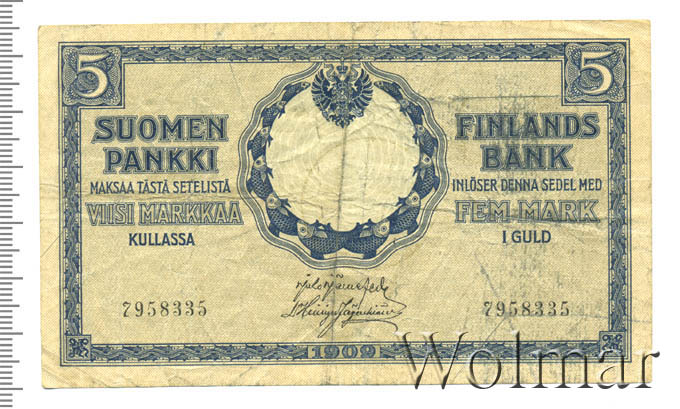 5
5
SUOMEN
PANKKI
MAKSAA TÄSTÄ SETELISTÄ
VIISI MARKKAA
KULLASSA
7958335
FINLANDS
BANK
INLÖSER DENNA SEDEL MED
FEM MARK
I GULD
7958335
1909
Wolmar